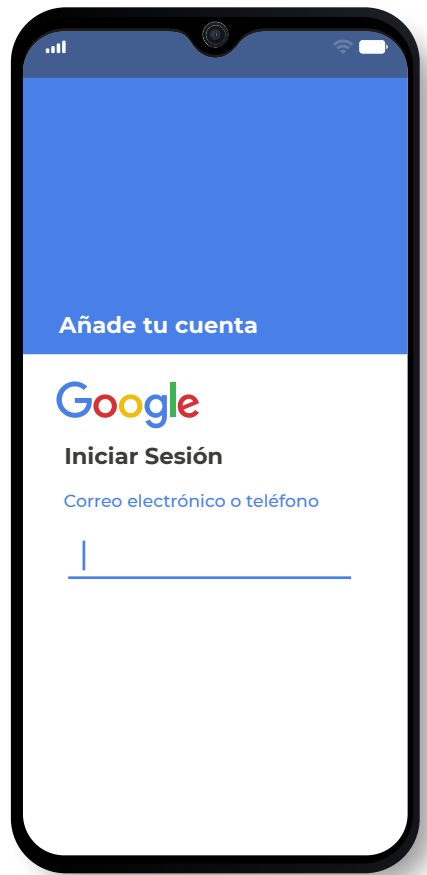 Añade tu cuenta
Google
Iniciar Sesión
Correo electrónico o teléfono